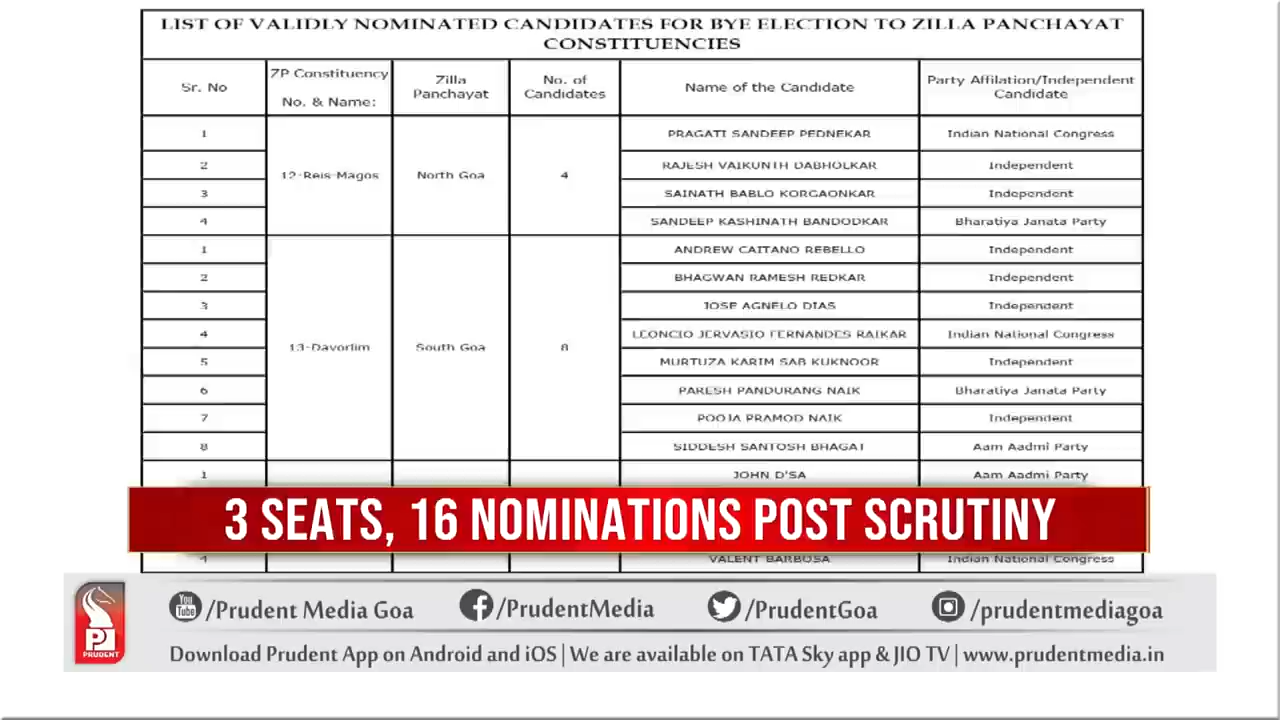 LIST OF VALIDLY NOMINATED CANDIDATES FOR BYE ELECTION TO ZILLA PANCHAYAT
CONSTITUENCIES
Sr. No | ZP Constituency No. & Name: | Zilla Panchayat | No. of Candidates | Name of the Candidate | Party Affilation/Independent Candidate
1 | 12-Reis-Magos | North Goa | 4 | PRAGATI SANDEEP PEDNEKAR | Indian National Congress
2 | RAJESH VAIKUNTH DABHOLKAR | Independent
3 | SAINATH BABLO KORGAONKAR | Independent
4 | SANDEEP KASHINATH BANDODKAR | Bharatiya Janata Party
1 | 13-Davorlim | South Goa | 8 | ANDREW CAITANO REBELLO | Independent
2 | BHAGWAN RAMESH REDKAR | Independent
3 | JOSE AGNELO DIAS | Independent
4 | LEONCIO JERVASIO FERNANDES RAIKAR | Indian National Congress
5 | MURTUZA KARIM SAB KUKNOOR | Independent
6 | PARESH PANDURANG NAIK | Bharatiya Janata Party
7 | POOJA PRAMOD NAIK | Independent
8 | SIDDESH SANTOSH BHAGAT | Aam Aadmi Party
1 | JOHN D'SA | Aam Aadmi Party
3 SEATS, 16 NOMINATIONS POST SCRUTINY
4 | VALENT BARBOSA | Indian National Congress
You Tube /Prudent Media Goa /PrudentMedia /PrudentGoa /prudentmediagoa
PRUDENT
Download Prudent App on Android and iOS | We are available on TATA Sky app & JIO TV | www.prudentmedia.in